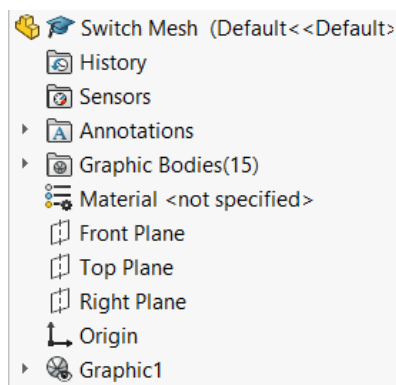 Switch Mesh (Default<<Default>
History
Sensors
Annotations
Graphic Bodies(15)
Material <not specified>
Front Plane
Top Plane
Right Plane
Origin
Graphic1